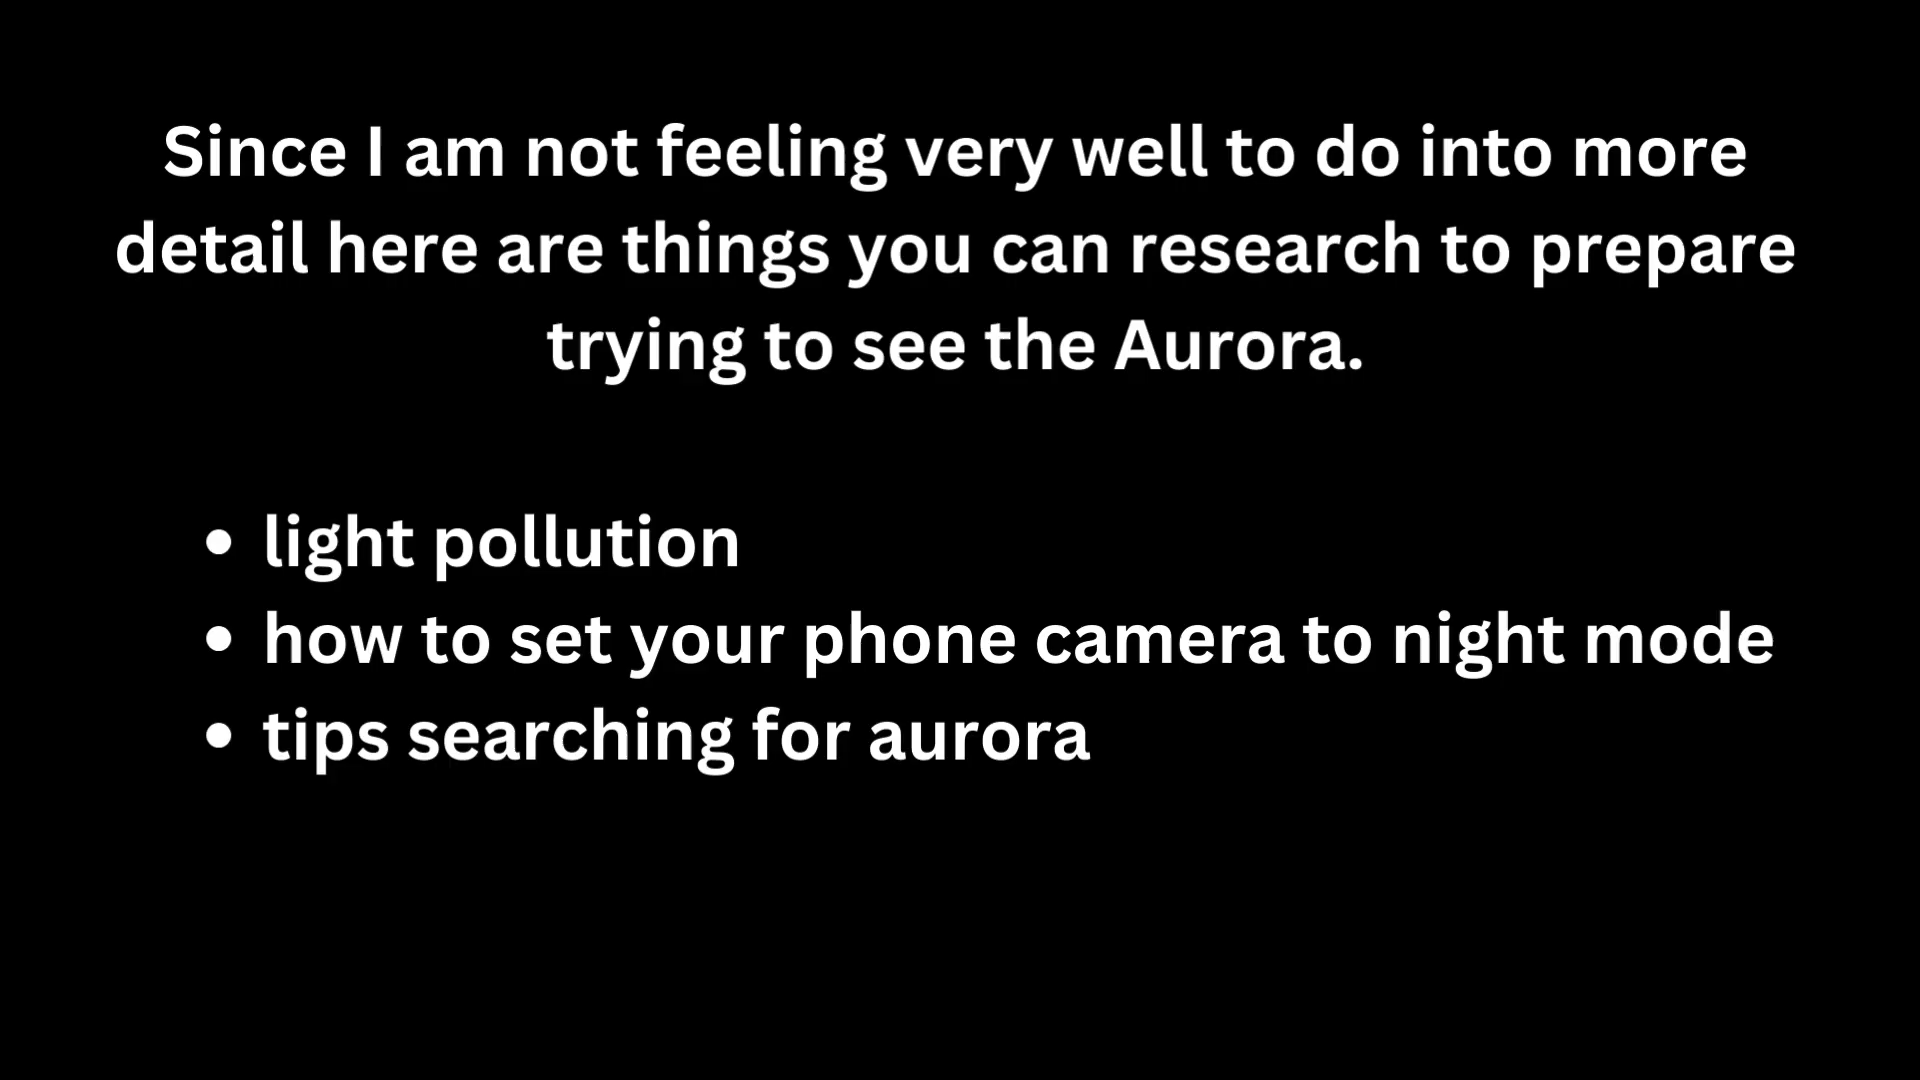 Since I am not feeling very well to do into more
detail here are things you can research to prepare
trying to see the Aurora.
• light pollution
• how to set your phone camera to night mode
• tips searching for aurora